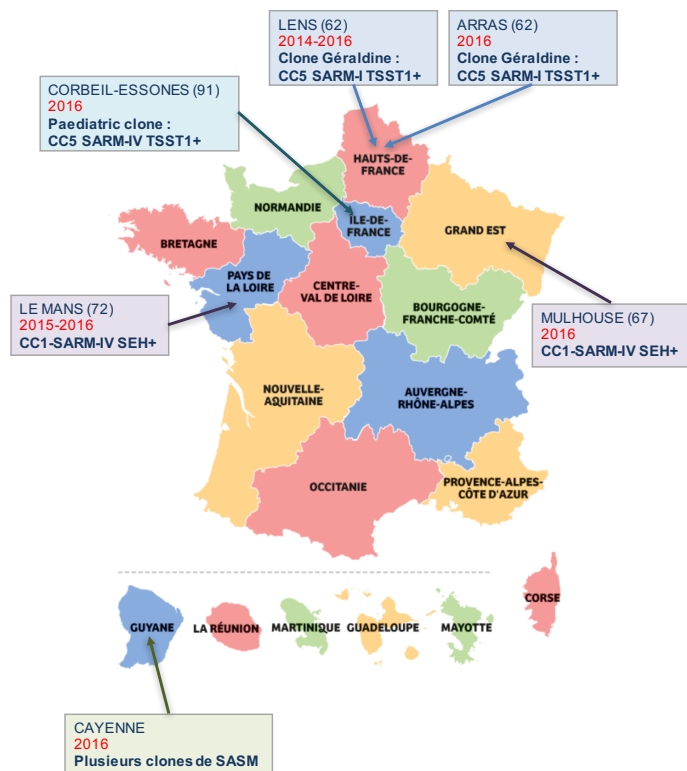 LENS (62)
2014-2016
Clone Géraldine :
CC5 SARM-I TSST1+
ARRAS (62)
2016
Clone Géraldine :
CC5 SARM-I TSST1+
CORBEIL-ESSONES (91)
2016
Paediatric clone :
CC5 SARM-IV TSST1+
HAUTS-DE-
FRANCE
NORMANDIE
ÎLE-DE-
FRANCE
GRAND EST
BRETAGNE
PAYS DE
LA LOIRE
CENTRE-
VAL DE LOIRE
BOURGOGNE-
FRANCHE-COMTÉ
LE MANS (72)
2015-2016
CC1-SARM-IV SEH+
MULHOUSE (67)
2016
CC1-SARM-IV SEH+
NOUVELLE-
AQUITAINE
AUVERGNE-
RHÔNE-ALPES
OCCITANIE
PROVENCE-ALPES-
CÔTE D'AZUR
CORSE
GUYANE
LA RÉUNION
MARTINIQUE
GUADELOUPE
MAYOTTE
CAYENNE
2016
Plusieurs clones de SASM